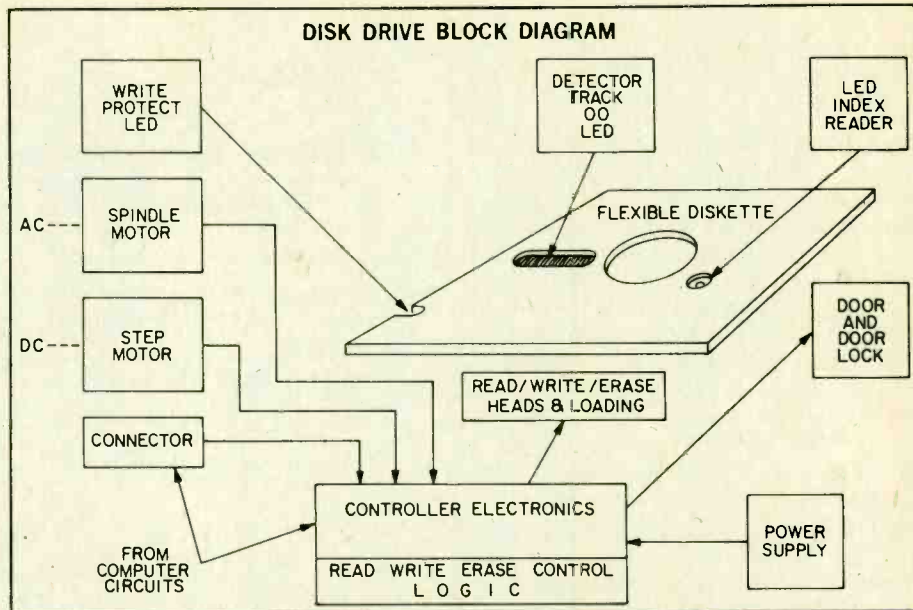 DISK DRIVE BLOCK DIAGRAM
WRITE
PROTECT
LED
DETECTOR
TRACK
00
LED
LED
INDEX
READER
AC
SPINDLE
MOTOR
FLEXIBLE DISKETTE
DC
STEP
MOTOR
DOOR
AND
DOOR
LOCK
READ/WRITE/ERASE
HEADS & LOADING
CONNECTOR
CONTROLLER ELECTRONICS
POWER
SUPPLY
FROM
COMPUTER
CIRCUITS
READ WRITE ERASE CONTROL
LOGIC